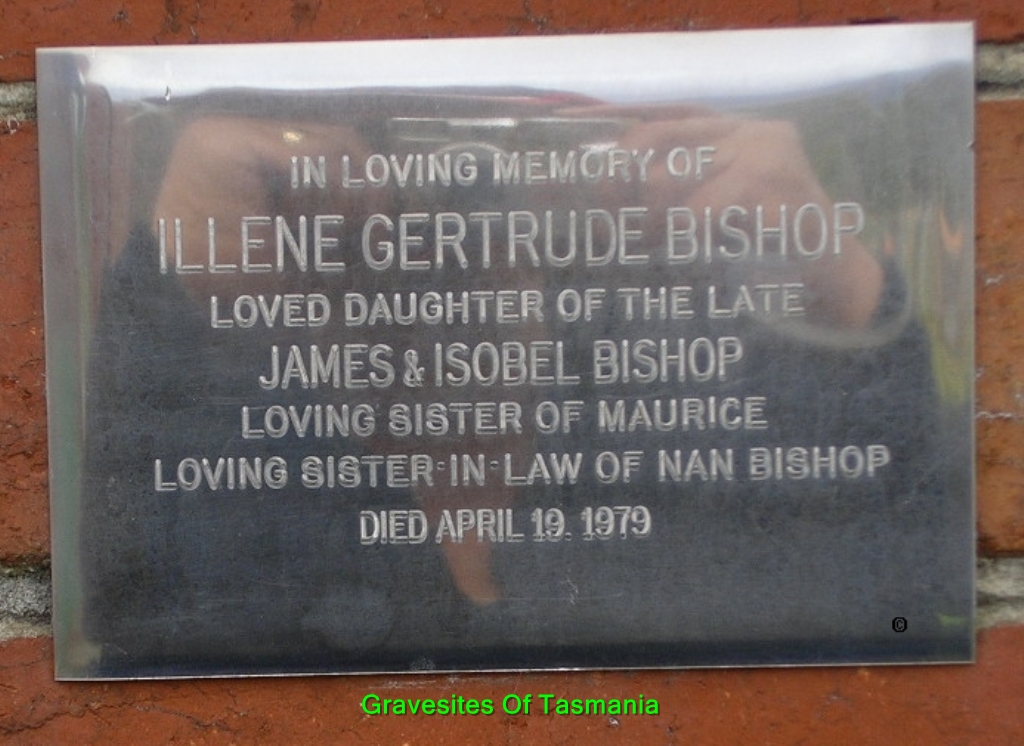 IN LOVING MEMORY OF
ILLENE GERTRUDE BISHOP
LOVED DAUGHTER OF THE LATE
JAMES & ISOBEL BISHOP
LOVING SISTER OF MAURICE
LOVING SISTER-IN-LAW OF NAN BISHOP
DIED APRIL 19. 1979
©
Gravesites Of Tasmania